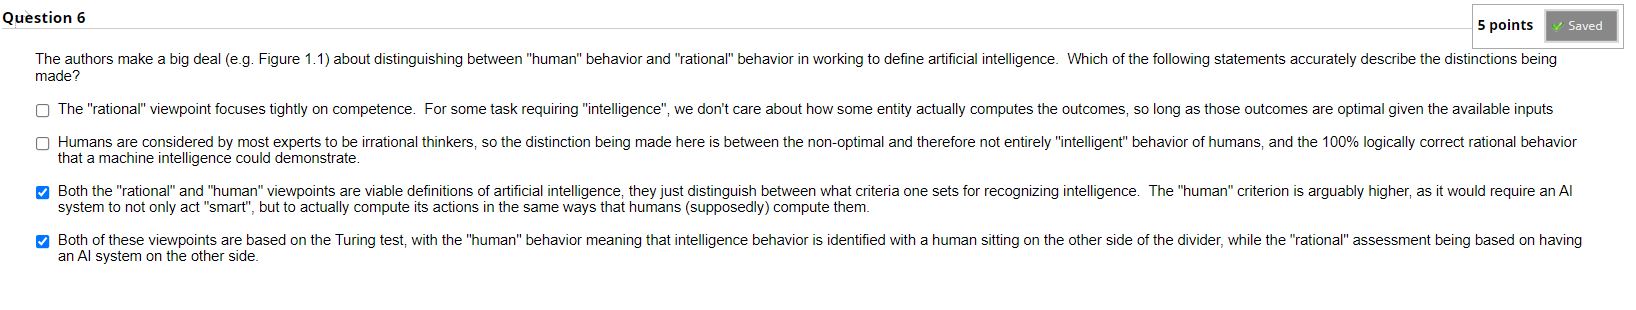 Question 6
5 points
Saved
The authors make a big deal (e.g. Figure 1.1) about distinguishing between "human" behavior and "rational" behavior in working to define artificial intelligence.  Which of the following statements accurately describe the distinctions being
made?
The "rational" viewpoint focuses tightly on competence.  For some task requiring "intelligence", we don't care about how some entity actually computes the outcomes, so long as those outcomes are optimal given the available inputs
Humans are considered by most experts to be irrational thinkers, so the distinction being made here is between the non-optimal and therefore not entirely "intelligent" behavior of humans, and the 100% logically correct rational behavior
that a machine intelligence could demonstrate.
Both the "rational" and "human" viewpoints are viable definitions of artificial intelligence, they just distinguish between what criteria one sets for recognizing intelligence.  The "human" criterion is arguably higher, as it would require an AI
system to not only act "smart", but to actually compute its actions in the same ways that humans (supposedly) compute them.
Both of these viewpoints are based on the Turing test, with the "human" behavior meaning that intelligence behavior is identified with a human sitting on the other side of the divider, while the "rational" assessment being based on having
an AI system on the other side.